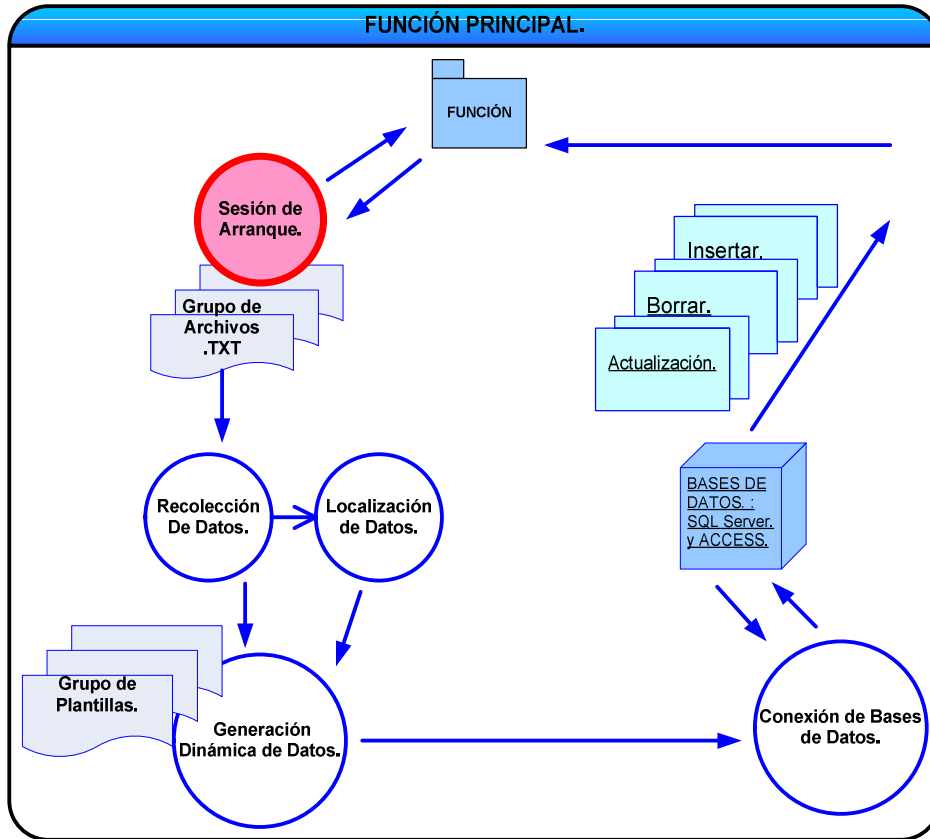 FUNCIÓN PRINCIPAL.
FUNCIÓN
Sesión de
Arranque.
Grupo de
Archivos
.TXT
Insertar.
Borrar.
Actualización.
Recolección
De Datos.
Localización
de Datos.
BASES DE
DATOS. :
SQL Server.
y ACCESS.
Grupo de
Plantillas.
Generación
Dinámica de Datos.
Conexión de Bases
de Datos.